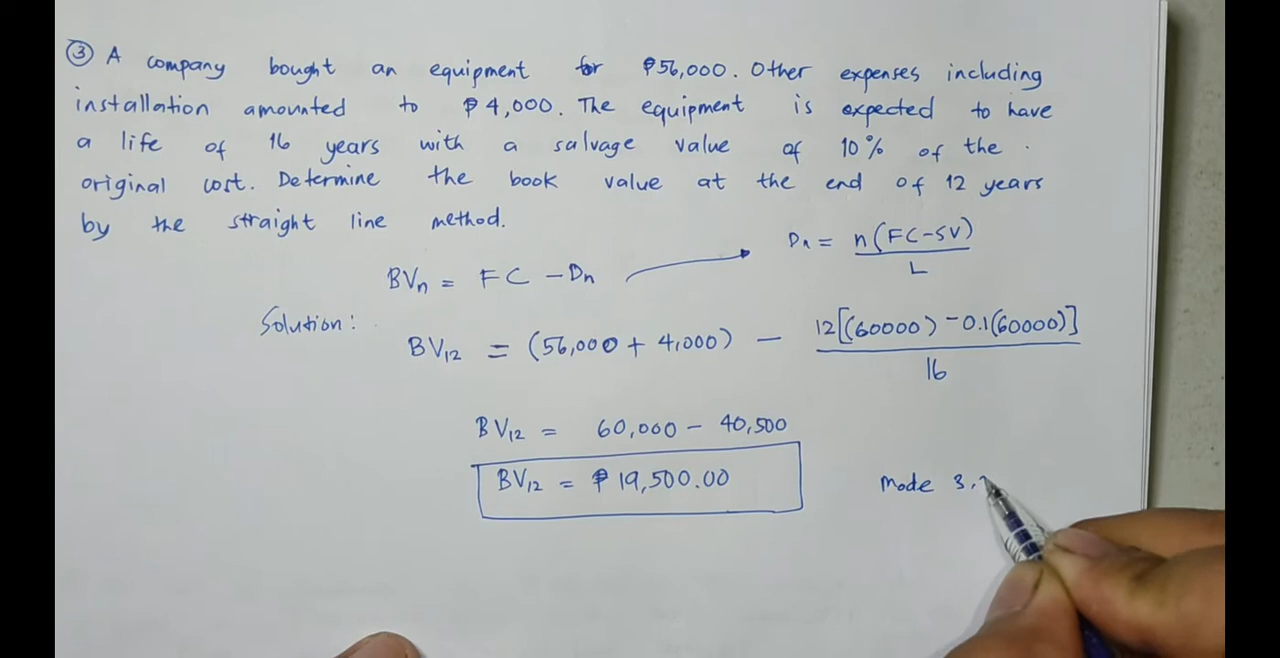 ③ A company bought an equipment for ₱56,000. Other expenses including
installation amounted to ₱4,000. The equipment is expected to have
a life of 16 years with a salvage value of 10% of the
original cost. Determine the book value at the end of 12 years
by the straight line method.
Dn = n(FC-SV)/L
BVn = FC - Dn
Solution:
BV12 = (56,000 + 4,000) - 12[(60000) - 0.1(60000)]/16
BV12 = 60,000 - 40,500
BV12 = ₱19,500.00
Mode 3,